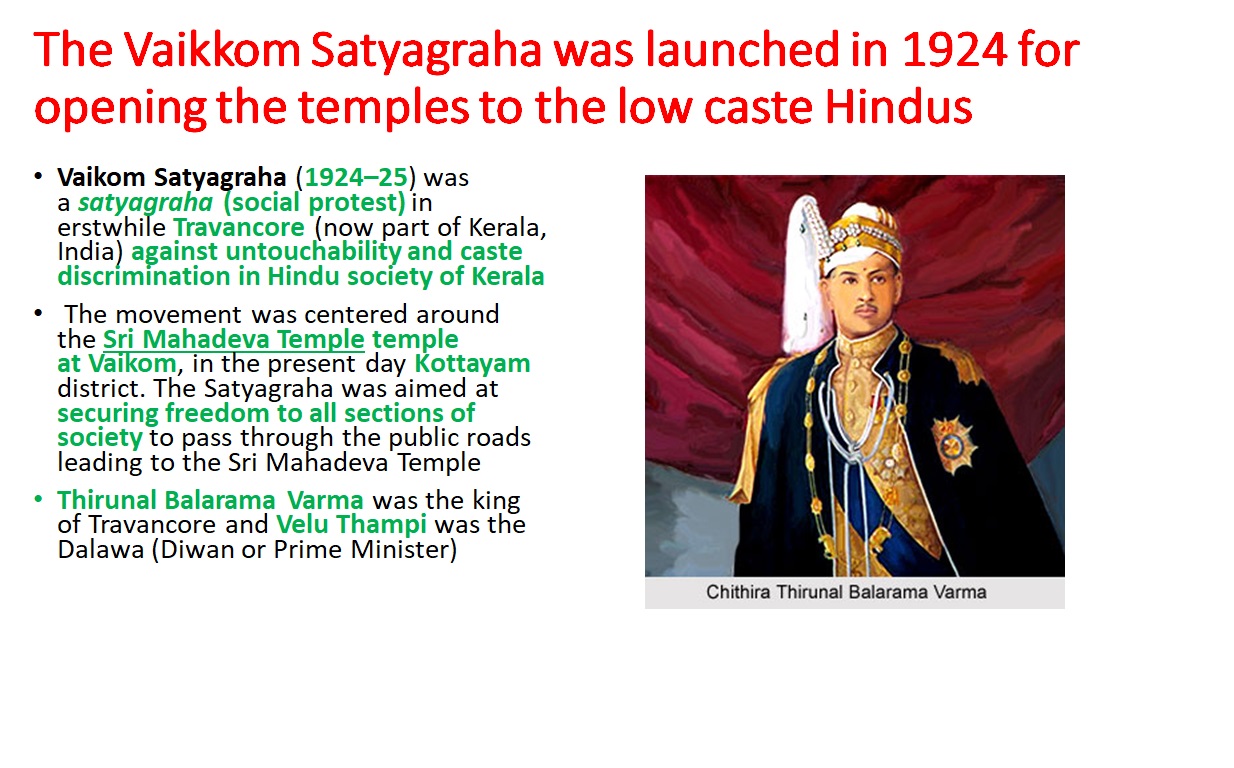 The Vaikkom Satyagraha was launched in 1924 for
opening the temples to the low caste Hindus
• Vaikom Satyagraha (1924–25) was
a satyagraha (social protest) in
erstwhile Travancore (now part of Kerala,
India) against untouchability and caste
discrimination in Hindu society of Kerala
• The movement was centered around
the Sri Mahadeva Temple temple
at Vaikom, in the present day Kottayam
district. The Satyagraha was aimed at
securing freedom to all sections of
society to pass through the public roads
leading to the Sri Mahadeva Temple
• Thirunal Balarama Varma was the king
of Travancore and Velu Thampi was the
Dalawa (Diwan or Prime Minister)
Chithira Thirunal Balarama Varma